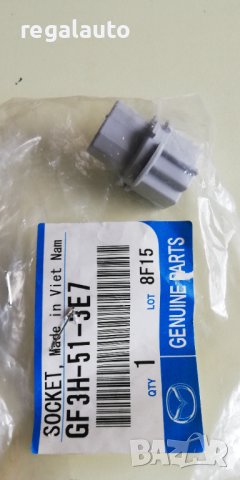 regalauto
SOCKET, Made in Viet Nam
GF3H-51-3E7
QTY 1 LOT 8F15
GENUINE PARTS
BAZAR